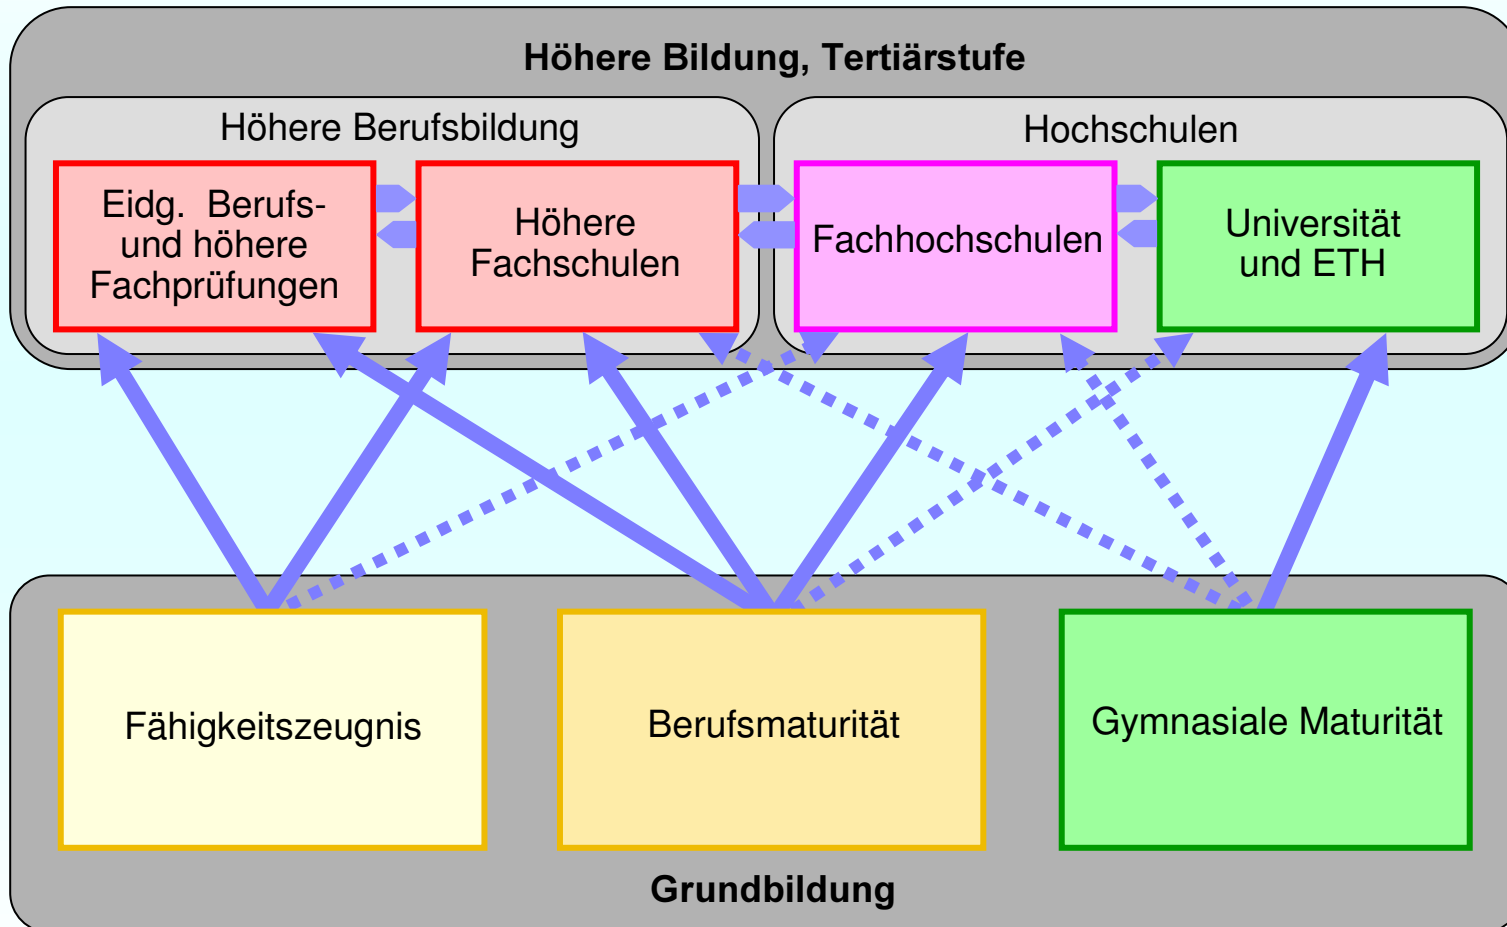 Höhere Bildung, Tertiärstufe
Höhere Berufsbildung
Hochschulen
Eidg. Berufs-
und höhere
Fachprüfungen
Höhere
Fachschulen
Fachhochschulen
Universität
und ETH
Fähigkeitszeugnis
Berufsmaturität
Gymnasiale Maturität
Grundbildung